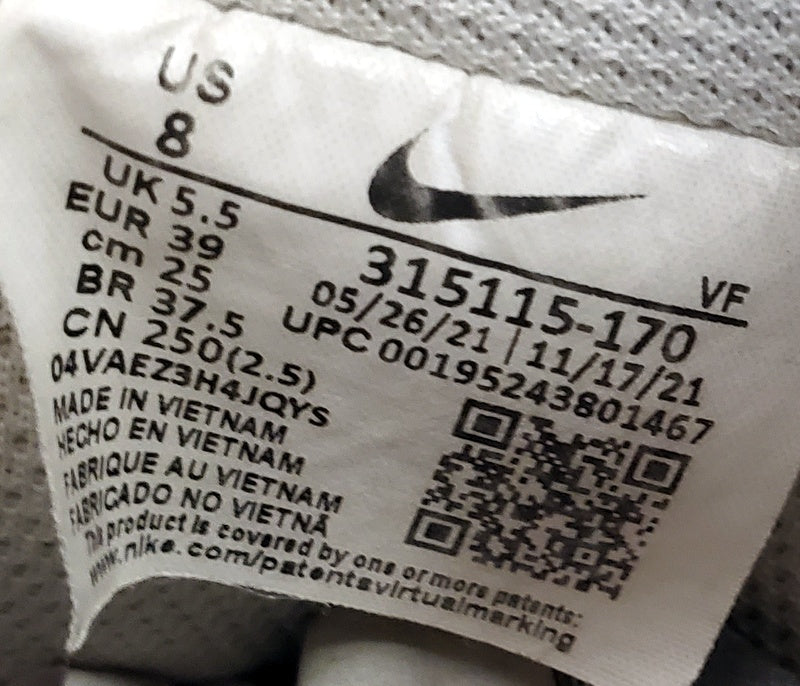 US
8
VF
UK 5.5
EUR 39
cm 25
BR 37.5
CN 250(2.5)
315115-170
05/26/21 | 11/17/21
UPC 00195243801467
04VAEZ3H4JQYS
MADE IN VIETNAM
HECHO EN VIETNAM
FABRIQUE AU VIETNAM
FABRICADO NO VIETNÃ
This product is covered by one or more patents:
www.nike.com/patentsvirtualmarking